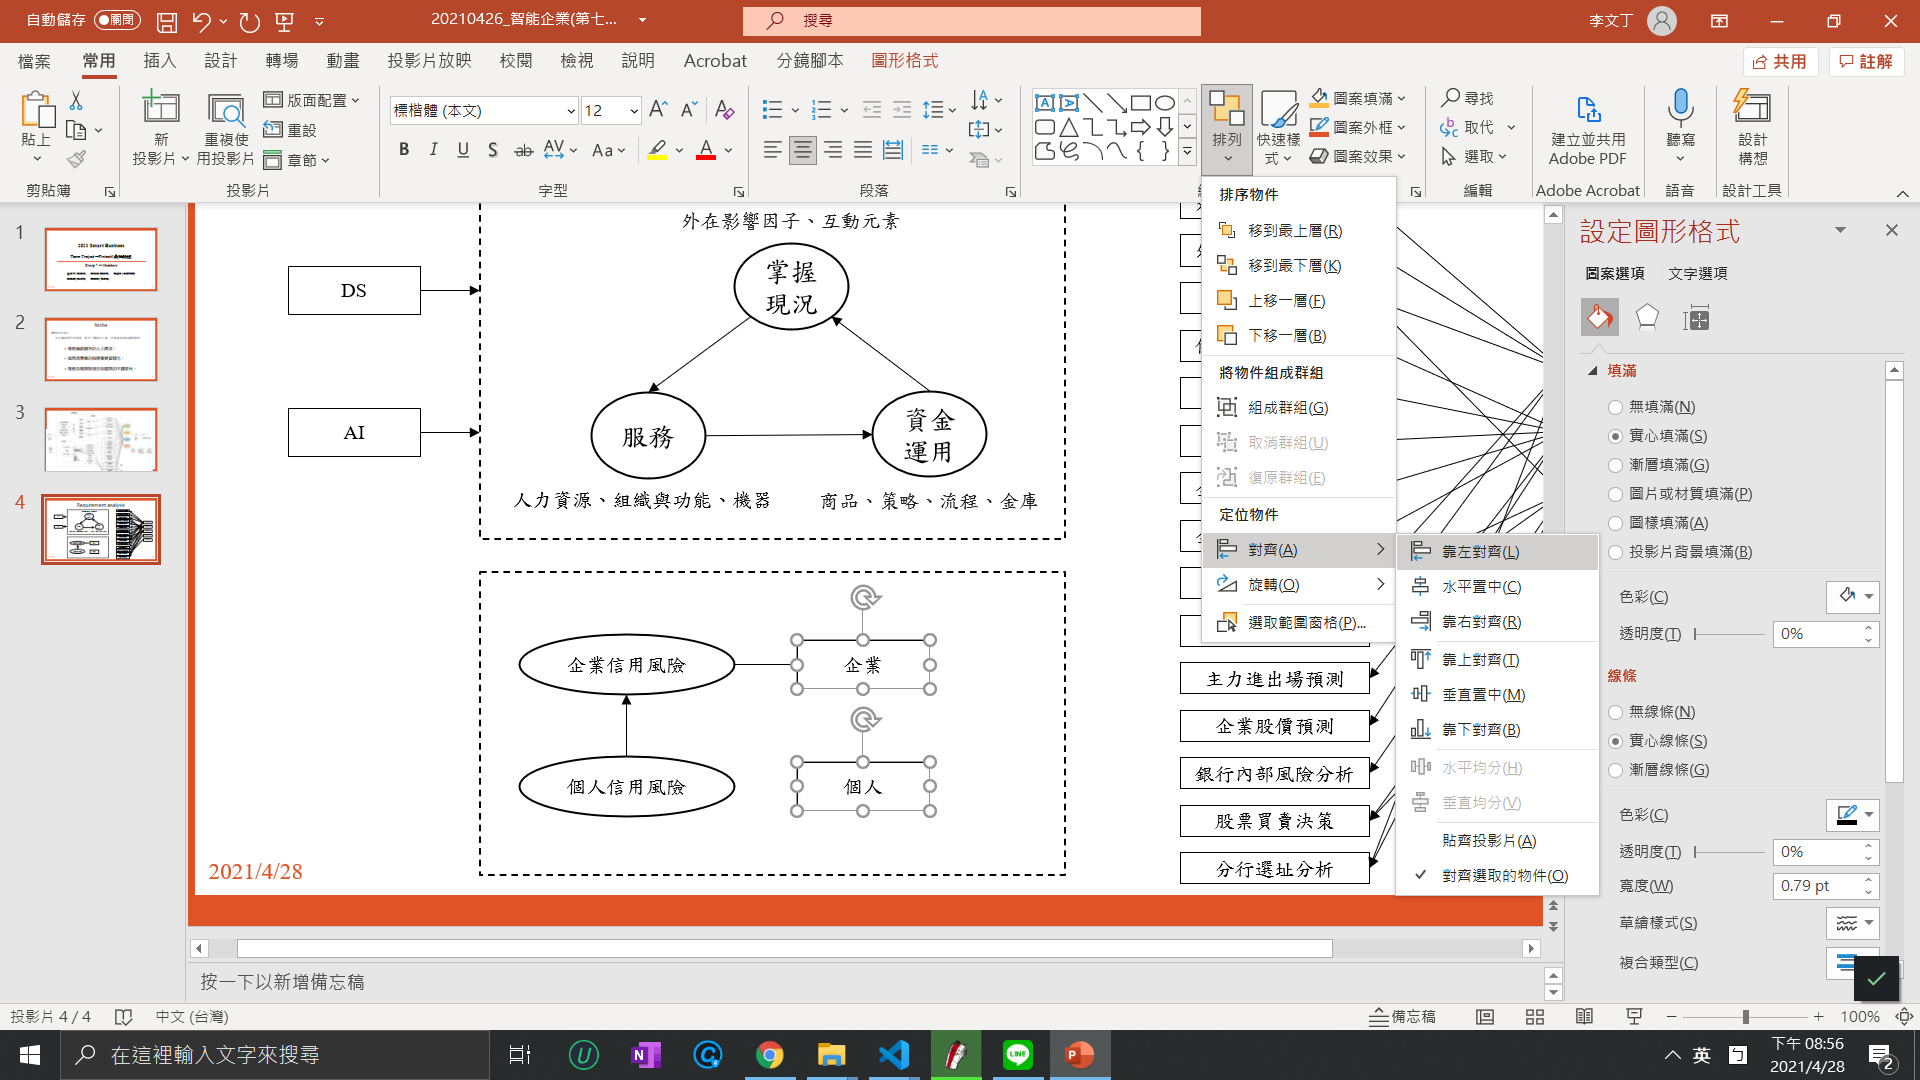 自動儲存
關閉
20210426_智能企業(第七...
搜尋
李文丁
檔案
常用
插入
設計
轉場
動畫
投影片放映
校閱
檢視
說明
Acrobat
分鏡腳本
圖形格式
共用
註解
貼上
新
投影片
重複使
用投影片
版面配置
重設
章節
標楷體 (本文)
12
B I U S ab AV Aa
排列
快速樣
式
圖案填滿
圖案外框
圖案效果
尋找
取代
選取
建立並共用
Adobe PDF
聽寫
設計
構想
剪貼簿
投影片
字型
段落
編輯
Adobe Acrobat
語音
設計工具
1
2021 Smart Business
2
Niche
3
4
Requirement analysis
外在影響因子、互動元素
掌握
現況
DS
AI
服務
資金
運用
人力資源、組織與功能、機器
商品、策略、流程、金庫
企業信用風險
企業
個人信用風險
個人
2021/4/28
主力進出場預測
企業股價預測
銀行內部風險分析
股票買賣決策
分行選址分析
排序物件
移到最上層(R)
移到最下層(K)
上移一層(F)
下移一層(B)
將物件組成群組
組成群組(G)
取消群組(U)
復原群組(E)
定位物件
對齊(A)
旋轉(O)
選取範圍窗格(P)...
靠左對齊(L)
水平置中(C)
靠右對齊(R)
靠上對齊(T)
垂直置中(M)
靠下對齊(B)
水平均分(H)
垂直均分(V)
貼齊投影片(A)
對齊選取的物件(O)
設定圖形格式
圖案選項
文字選項
填滿
無填滿(N)
實心填滿(S)
漸層填滿(G)
圖片或材質填滿(P)
圖樣填滿(A)
投影片背景填滿(B)
色彩(C)
透明度(T)
0%
線條
無線條(N)
實心線條(S)
漸層線條(G)
色彩(C)
透明度(T)
0%
寬度(W)
0.79 pt
草繪樣式(S)
複合類型(C)
按一下以新增備忘稿
投影片 4 / 4
中文 (台灣)
備忘稿
100%
在這裡輸入文字來搜尋
英
下午 08:56
2021/4/28
2